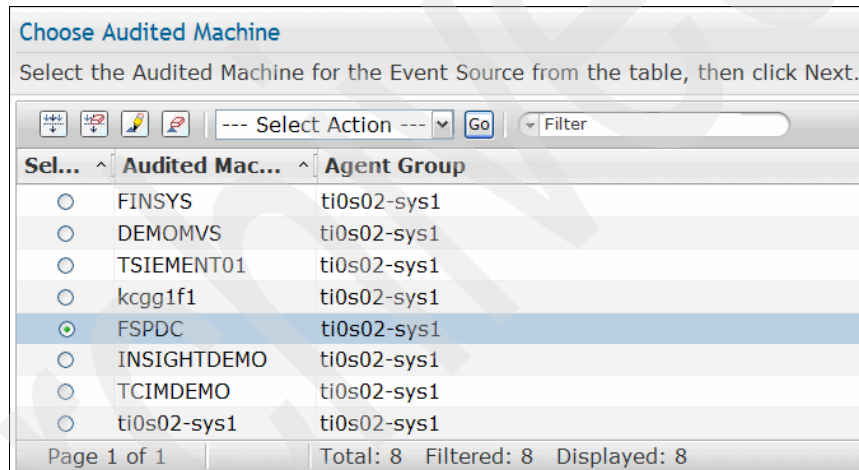 Choose Audited Machine
Select the Audited Machine for the Event Source from the table, then click Next.
--- Select Action --- Go Filter
Sel... ^ Audited Mac... ^ Agent Group
FINSYS ti0s02-sys1
DEMOMVS ti0s02-sys1
TSIEMENT01 ti0s02-sys1
kcgg1f1 ti0s02-sys1
FSPDC ti0s02-sys1
INSIGHTDEMO ti0s02-sys1
TCIMDEMO ti0s02-sys1
ti0s02-sys1 ti0s02-sys1
Page 1 of 1 Total: 8 Filtered: 8 Displayed: 8